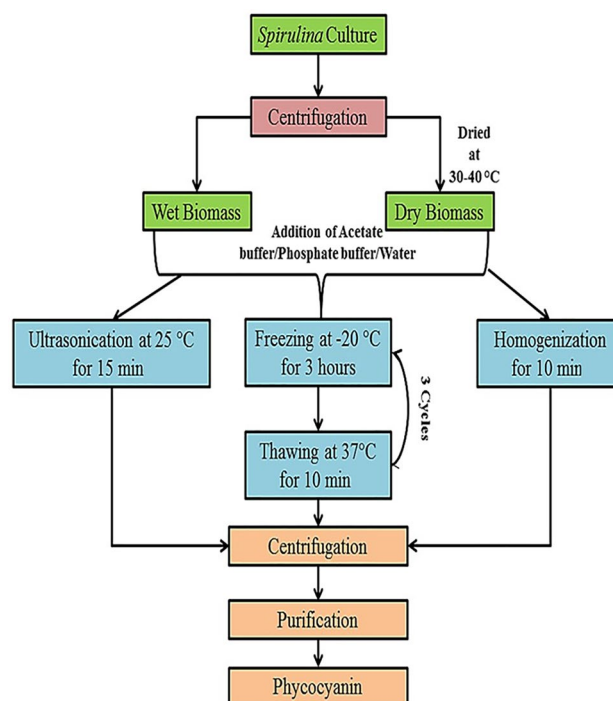 Spirulina Culture
Centrifugation
Dried
at
30-40 °C
Wet Biomass
Dry Biomass
Addition of Acetate
buffer/Phosphate buffer/Water
Ultrasonication at 25 °C
for 15 min
Freezing at -20 °C
for 3 hours
Homogenization
for 10 min
3 Cycles
Thawing at 37°C
for 10 min
Centrifugation
Purification
Phycocyanin